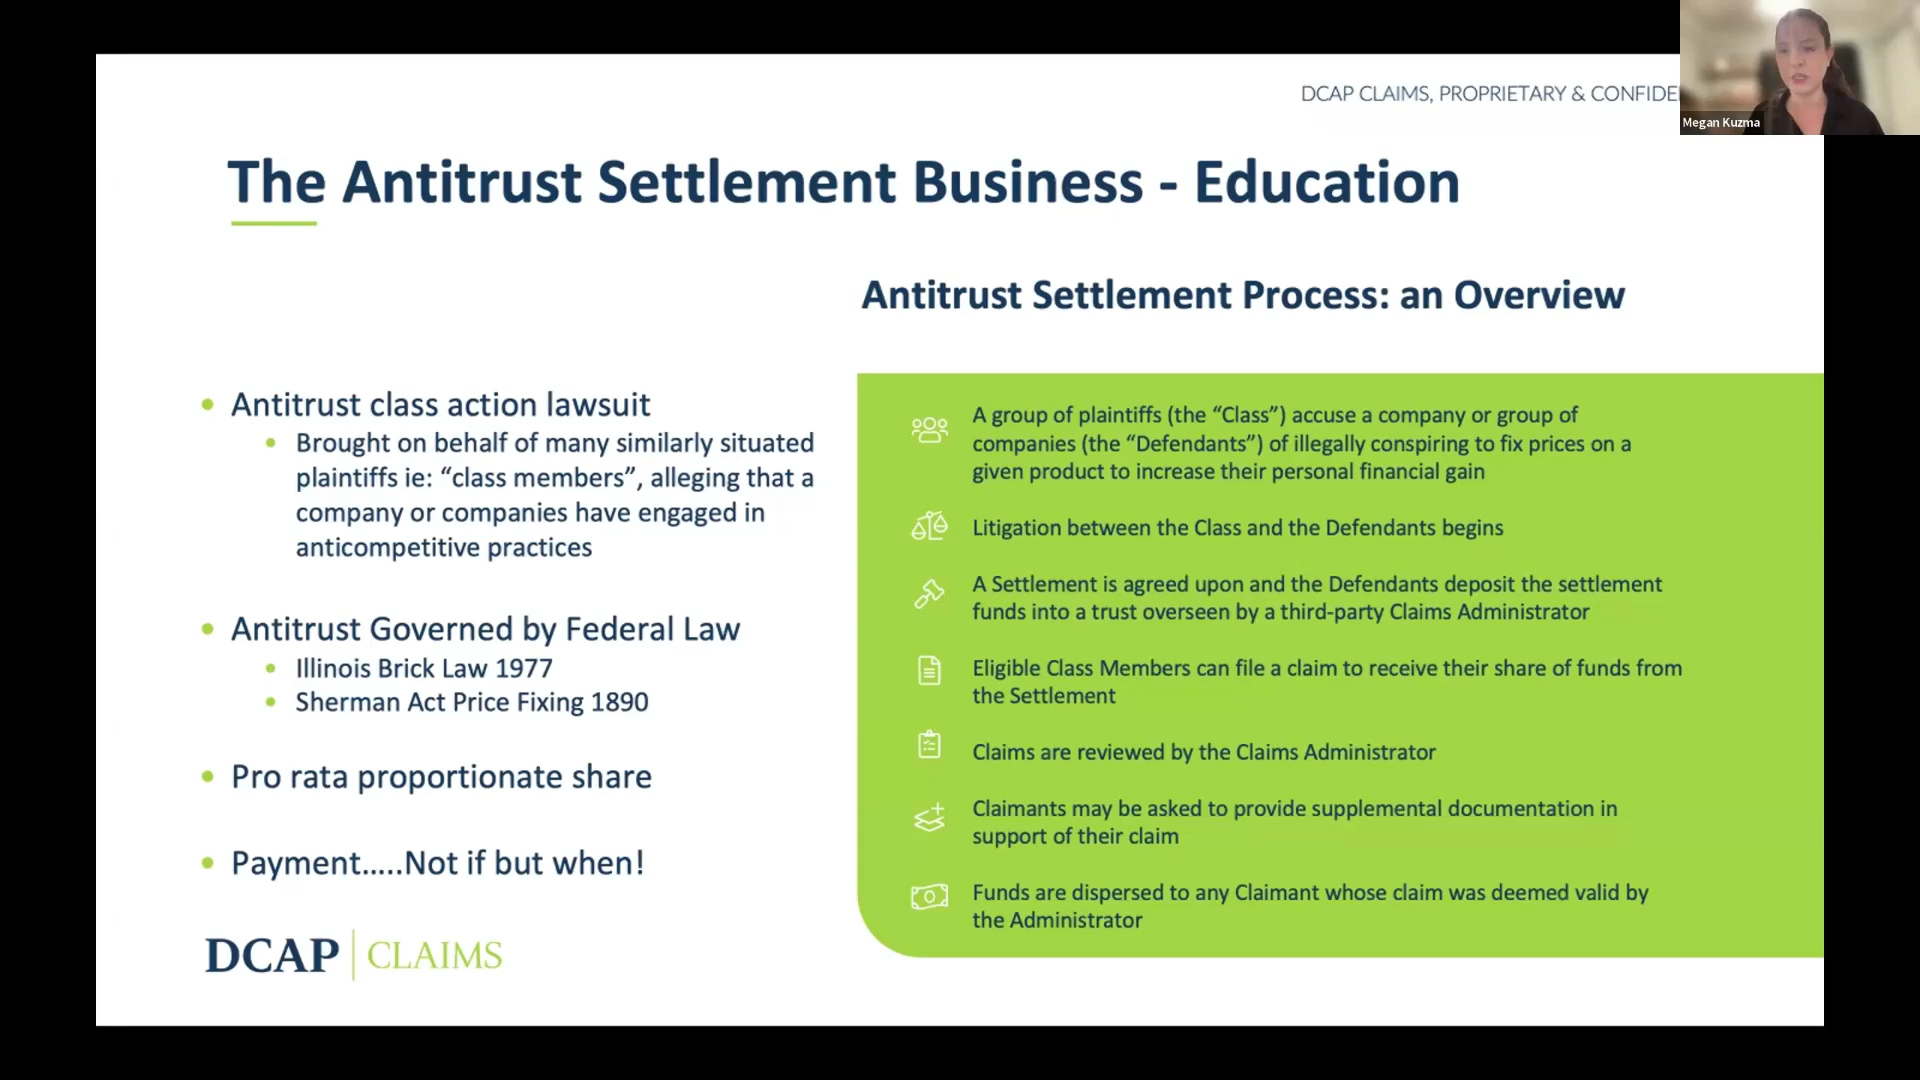 DCAP CLAIMS, PROPRIETARY & CONFIDE
Megan Kuzma
The Antitrust Settlement Business - Education
Antitrust Settlement Process: an Overview
• Antitrust class action lawsuit
• Brought on behalf of many similarly situated
plaintiffs ie: “class members”, alleging that a
company or companies have engaged in
anticompetitive practices
• Antitrust Governed by Federal Law
• Illinois Brick Law 1977
• Sherman Act Price Fixing 1890
• Pro rata proportionate share
• Payment.....Not if but when!
A group of plaintiffs (the “Class”) accuse a company or group of
companies (the “Defendants”) of illegally conspiring to fix prices on a
given product to increase their personal financial gain
Litigation between the Class and the Defendants begins
A Settlement is agreed upon and the Defendants deposit the settlement
funds into a trust overseen by a third-party Claims Administrator
Eligible Class Members can file a claim to receive their share of funds from
the Settlement
Claims are reviewed by the Claims Administrator
Claimants may be asked to provide supplemental documentation in
support of their claim
Funds are dispersed to any Claimant whose claim was deemed valid by
the Administrator
DCAP CLAIMS